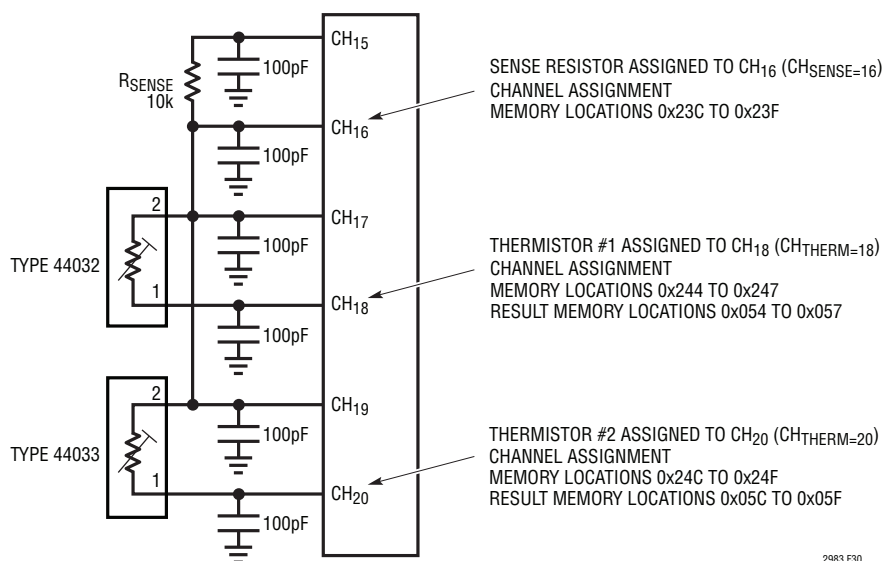 CH15
100pF
RSENSE
10k
CH16
100pF
SENSE RESISTOR ASSIGNED TO CH16 (CHSENSE=16)
CHANNEL ASSIGNMENT
MEMORY LOCATIONS 0x23C TO 0x23F
2
CH17
100pF
TYPE 44032
1
CH18
100pF
THERMISTOR #1 ASSIGNED TO CH18 (CHTHERM=18)
CHANNEL ASSIGNMENT
MEMORY LOCATIONS 0x244 TO 0x247
RESULT MEMORY LOCATIONS 0x054 TO 0x057
2
CH19
100pF
TYPE 44033
1
CH20
100pF
THERMISTOR #2 ASSIGNED TO CH20 (CHTHERM=20)
CHANNEL ASSIGNMENT
MEMORY LOCATIONS 0x24C TO 0x24F
RESULT MEMORY LOCATIONS 0x05C TO 0x05F
2983 F30